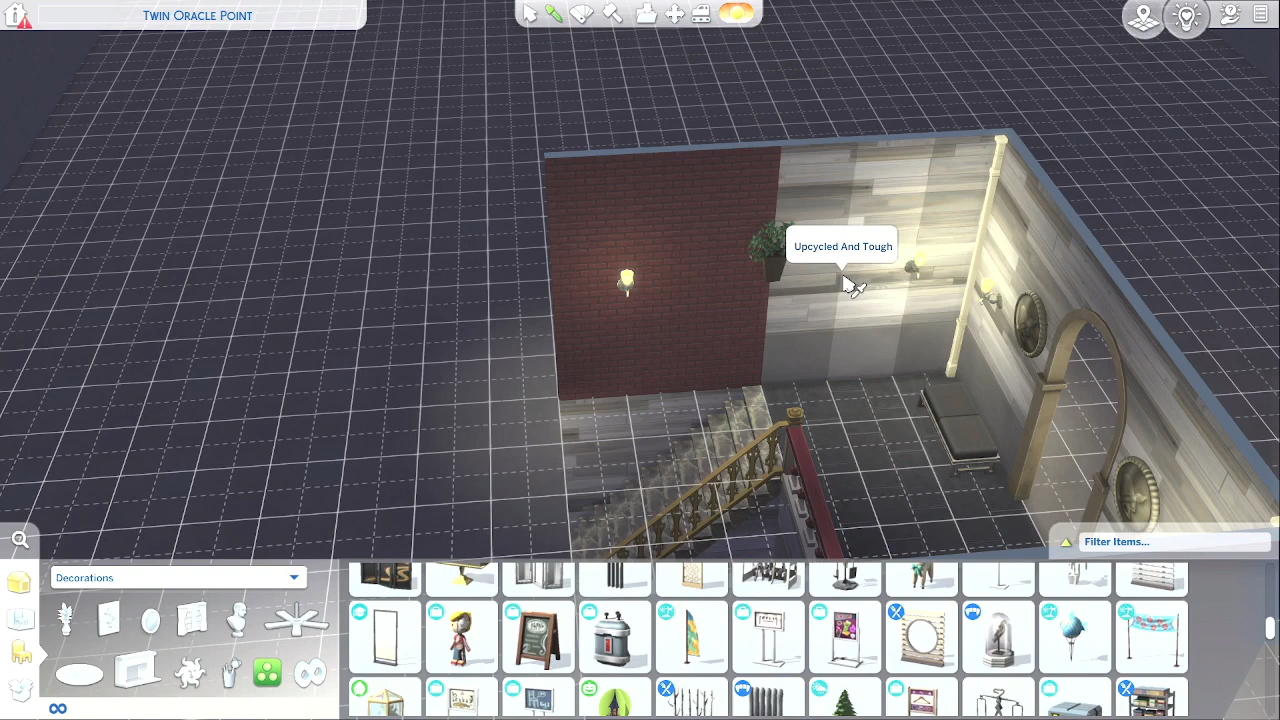 TWIN ORACLE POINT
Upcycled And Tough
Filter Items...
Decorations